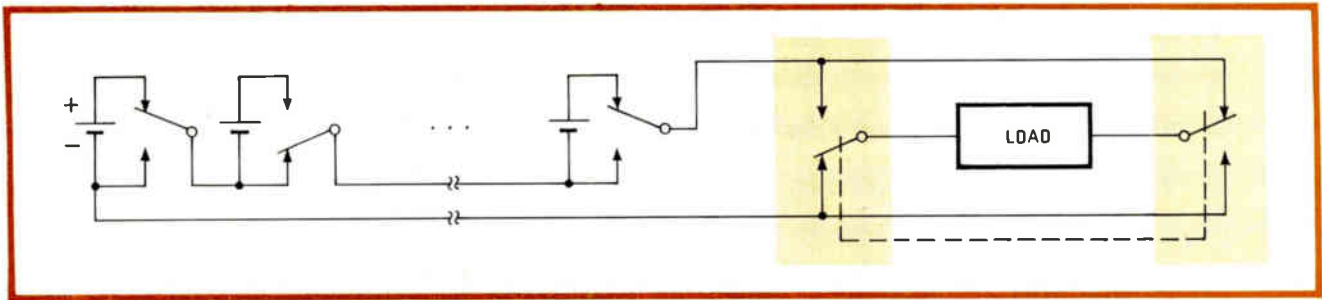 +
−
. . .
LOAD